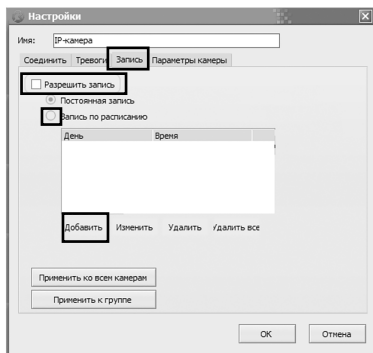 Настройки
Имя: IP-камера
Соединить Тревоги Запись Параметры камеры
Разрешить запись
Постоянная запись
Запись по расписанию
День Время
Добавить Изменить Удалить Удалить все
Применить ко всем камерам
Применить к группе
OK Отмена